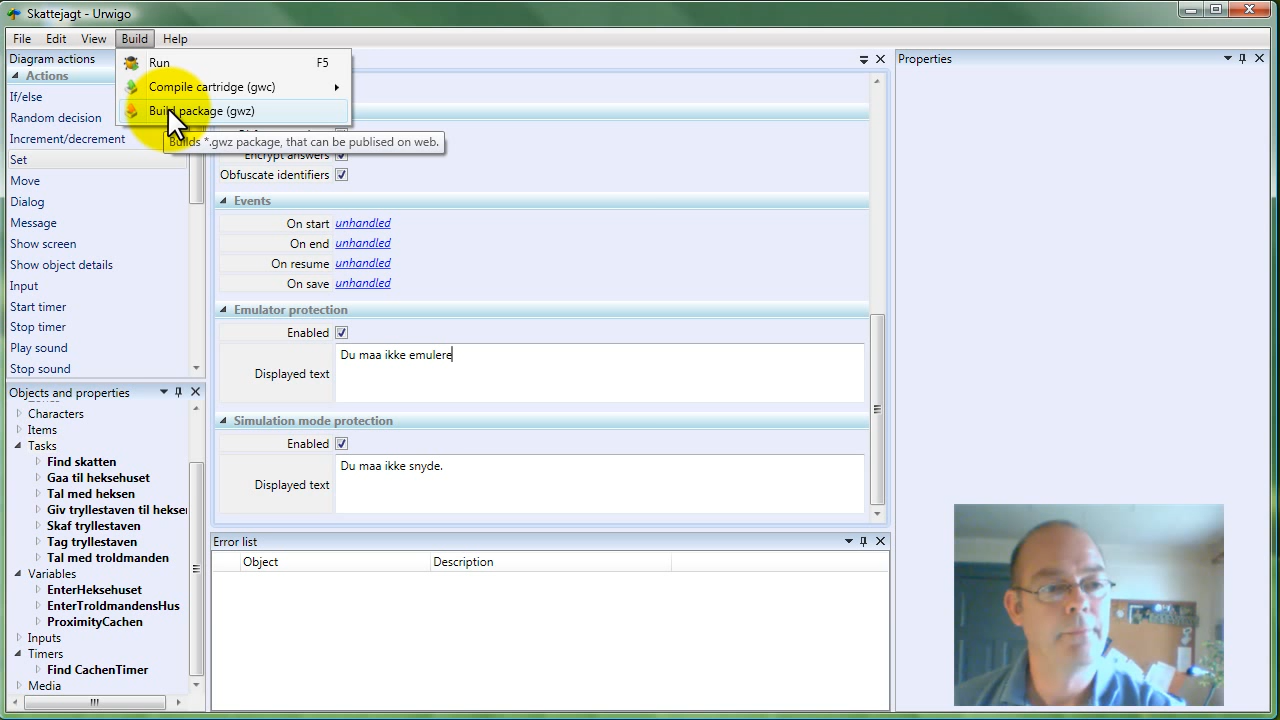 Skattejagt - Urwigo
File Edit View Build Help
Diagram actions
Actions
If/else
Random decision
Increment/decrement
Set
Move
Dialog
Message
Show screen
Show object details
Input
Start timer
Stop timer
Play sound
Stop sound
Run F5
Compile cartridge (gwc)
Build package (gwz)
Builds *.gwz package, that can be publised on web.
Encrypt answers
Obfuscate identifiers
Events
On start unhandled
On end unhandled
On resume unhandled
On save unhandled
Emulator protection
Enabled
Displayed text
Du maa ikke emulere
Simulation mode protection
Enabled
Displayed text
Du maa ikke snyde.
Error list
Object Description
Properties
Objects and properties
Characters
Items
Tasks
Find skatten
Gaa til heksehuset
Tal med heksen
Giv tryllestaven til hekser
Skaf tryllestaven
Tag tryllestaven
Tal med troldmanden
Variables
EnterHeksehuset
EnterTroldmandensHus
ProximityCachen
Inputs
Timers
Find CachenTimer
Media